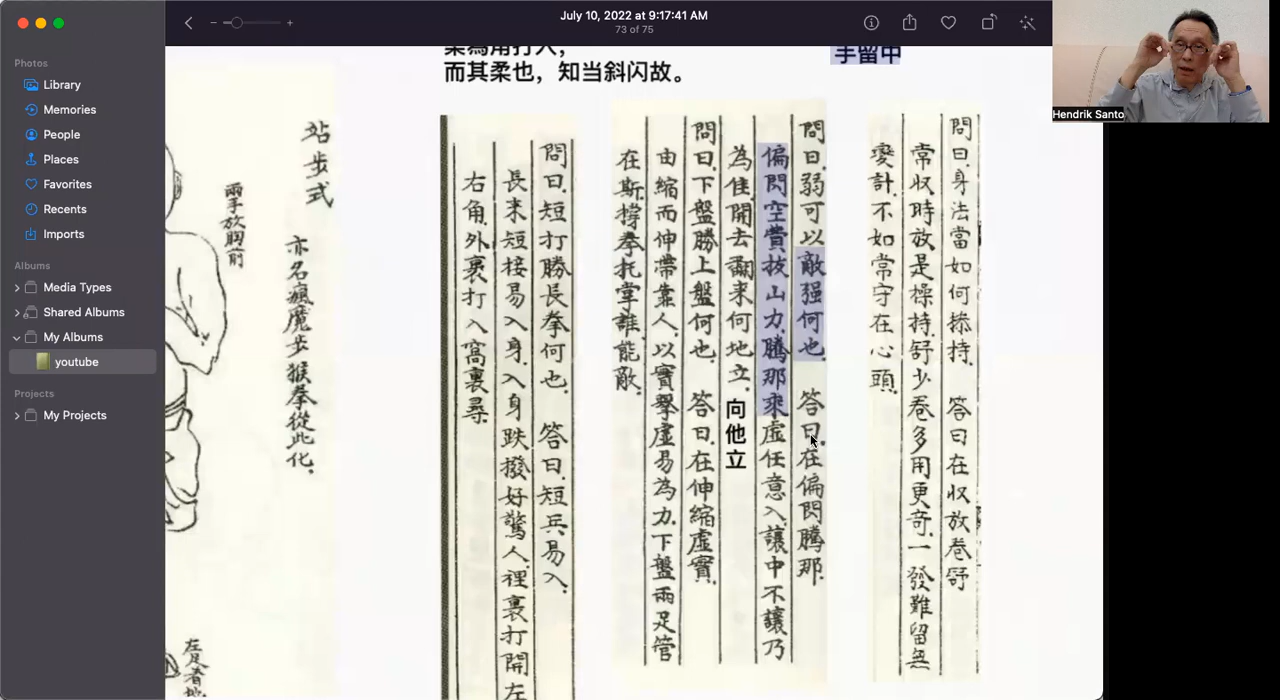 July 10, 2022 at 9:17:41 AM
73 of 75
Photos
Library
Memories
People
Places
Favorites
Recents
Imports
Albums
Media Types
Shared Albums
My Albums
youtube
Projects
My Projects
Hendrik Santo
而其柔也，知当斜闪故。
手留中
問曰.身法當如何操持. 答曰在収放卷舒
常収時放是操持.舒少卷多用更奇.一發難留無
變計.不如常守在心頭.
問曰.弱可以敵强何也. 答曰.在偏閃騰那.
偏閃空費拔山力.騰那乘虛任意入.讓中不讓乃
為佳.開去翻来何地立.
向他立
問曰.下盤勝上盤何也. 答曰.在伸縮虛實.
由縮而伸帶靠人.以實擊虛易為力.下盤兩足管
在斯.撐拳托掌誰能敵.
問曰.短打勝長拳何也. 答曰.短兵易入.
長来短接易入身.入身跌撥好驚人.裡裹打開左
右角.外裹打入窩裏尋.
站步式
亦名瘋魔步猴拳從此化.
兩手放胸前